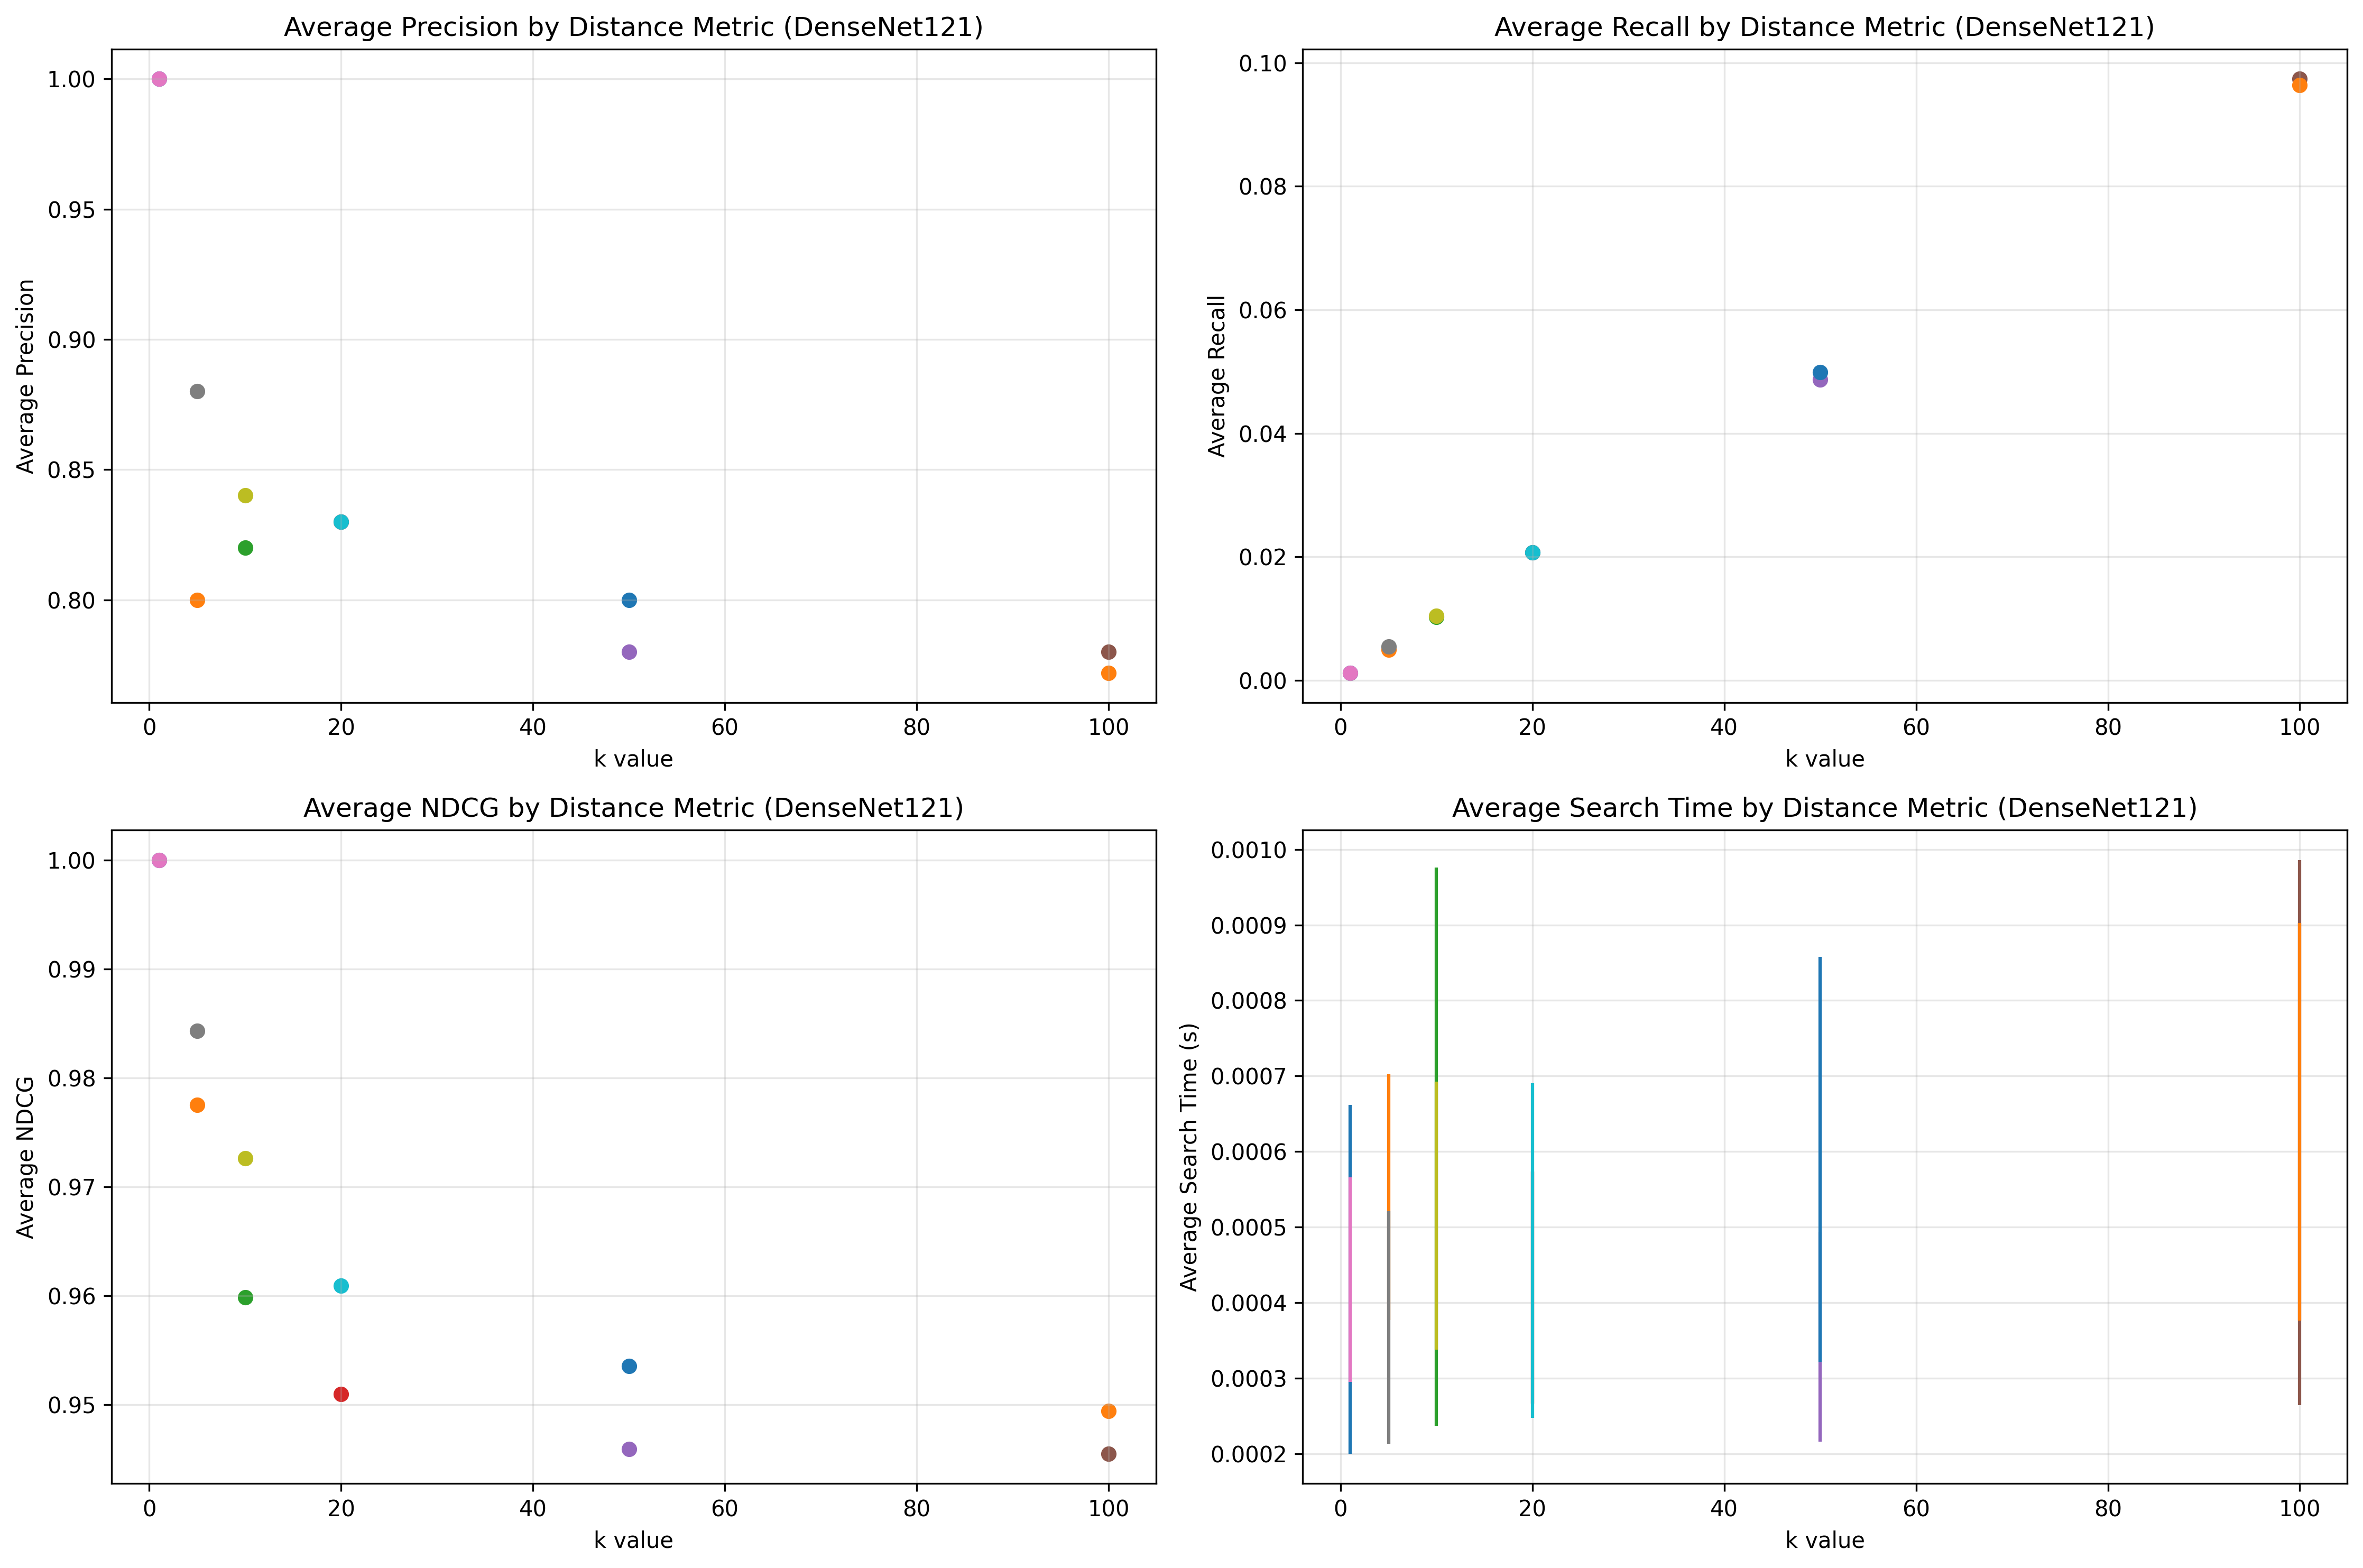 Average Precision by Distance Metric (DenseNet121)
1.00
0.95
0.90
0.85
0.80
Average Precision
0 20 40 60 80 100
k value
Average Recall by Distance Metric (DenseNet121)
0.10
0.08
0.06
0.04
0.02
0.00
Average Recall
0 20 40 60 80 100
k value
Average NDCG by Distance Metric (DenseNet121)
1.00
0.99
0.98
0.97
0.96
0.95
Average NDCG
0 20 40 60 80 100
k value
Average Search Time by Distance Metric (DenseNet121)
0.0010
0.0009
0.0008
0.0007
0.0006
0.0005
0.0004
0.0003
0.0002
Average Search Time (s)
0 20 40 60 80 100
k value